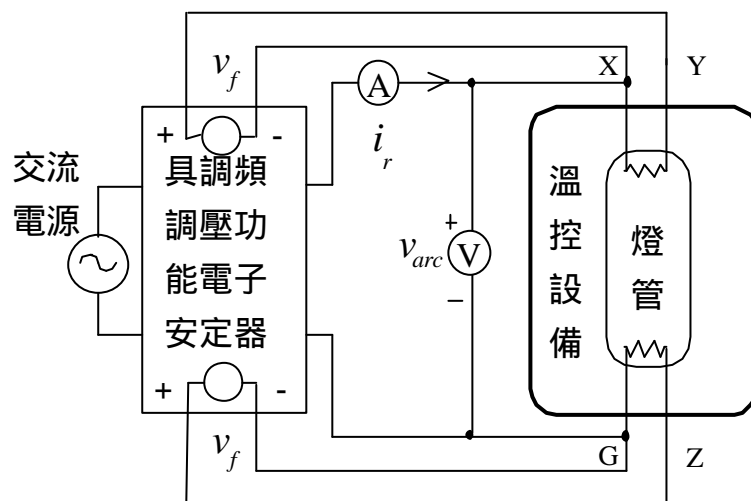 v_f
X
Y
A
i_r
+ -
交流
電源
具調頻
調壓功
能電子
安定器
+
v_arc
V
−
溫控設備
燈管
+ -
v_f
G
Z